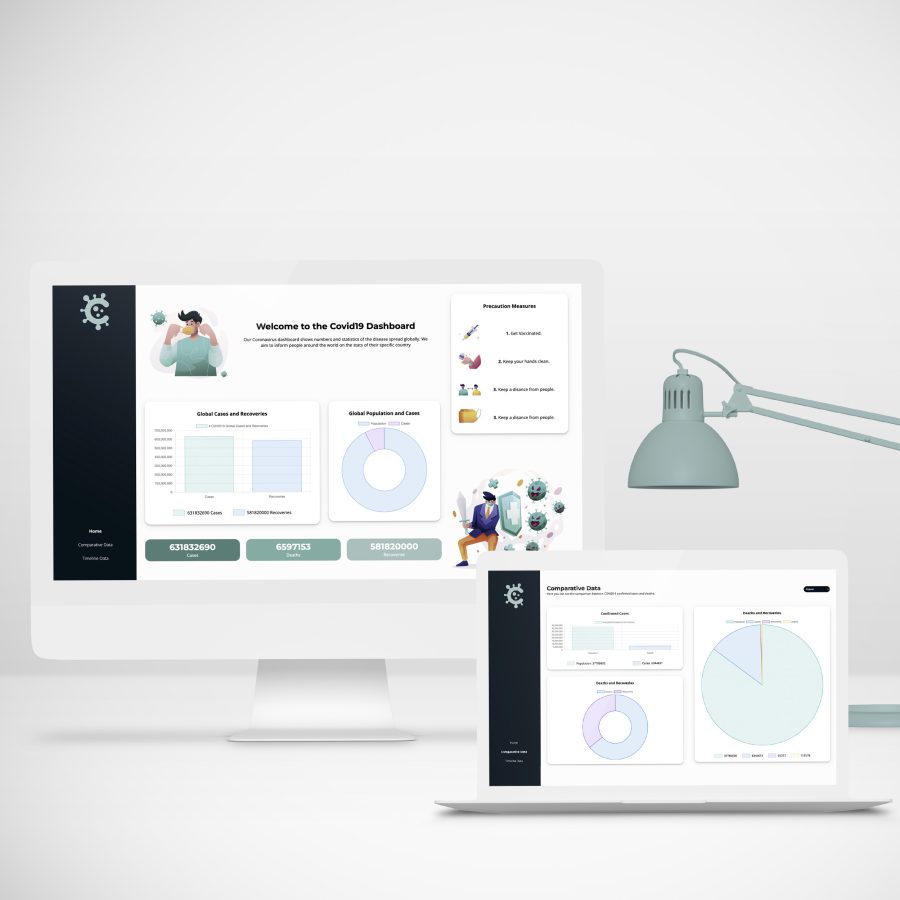 Welcome to the Covid19 Dashboard
Our Coronavirus dashboard shows numbers and statistics of the disease spread globally. We
aim to inform people around the world on the stats of their specific country
Precaution Measures
1. Get Vaccinated.
2. Keep your hands clean.
3. Keep a disance from people.
3. Keep a disance from people.
Global Cases and Recoveries
COVID19 Global Cases and Recoveries
700,000,000
600,000,000
500,000,000
400,000,000
300,000,000
200,000,000
100,000,000
0
Cases
Recoveries
631832690 Cases
581820000 Recoveries
Global Population and Cases
Population
Cases
Home
Comparative Data
Timeline Data
631832690
Cases
6597153
Deaths
581820000
Recoveries
Comparative Data
Confirmed Cases
Deaths and Recoveries
Deaths and Recoveries
Home
Comparative Data
Timeline Data